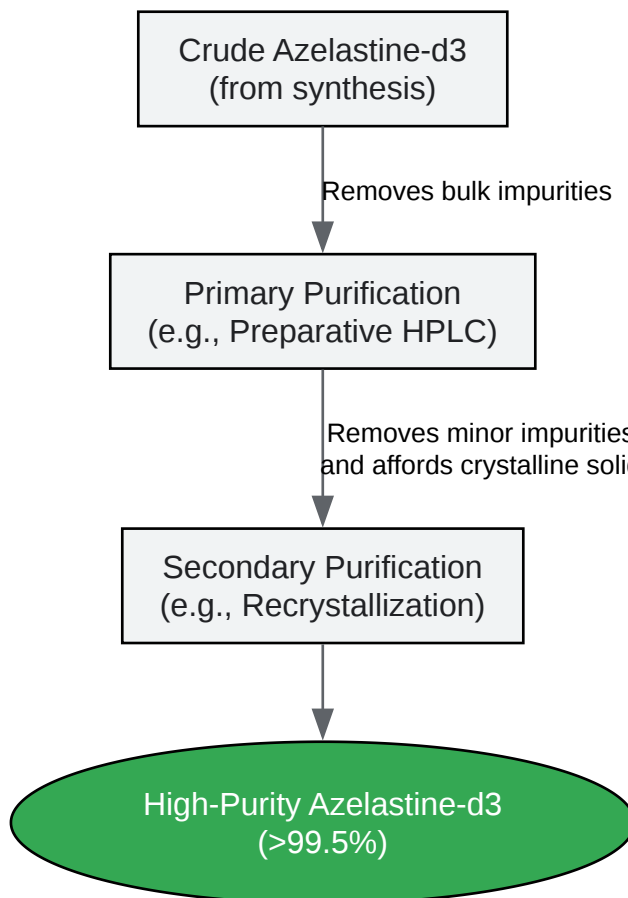 Crude Azelastine-d3
(from synthesis)
Removes bulk impurities
Primary Purification
(e.g., Preparative HPLC)
Removes minor impurities
and affords crystalline solid
Secondary Purification
(e.g., Recrystallization)
High-Purity Azelastine-d3
(>99.5%)